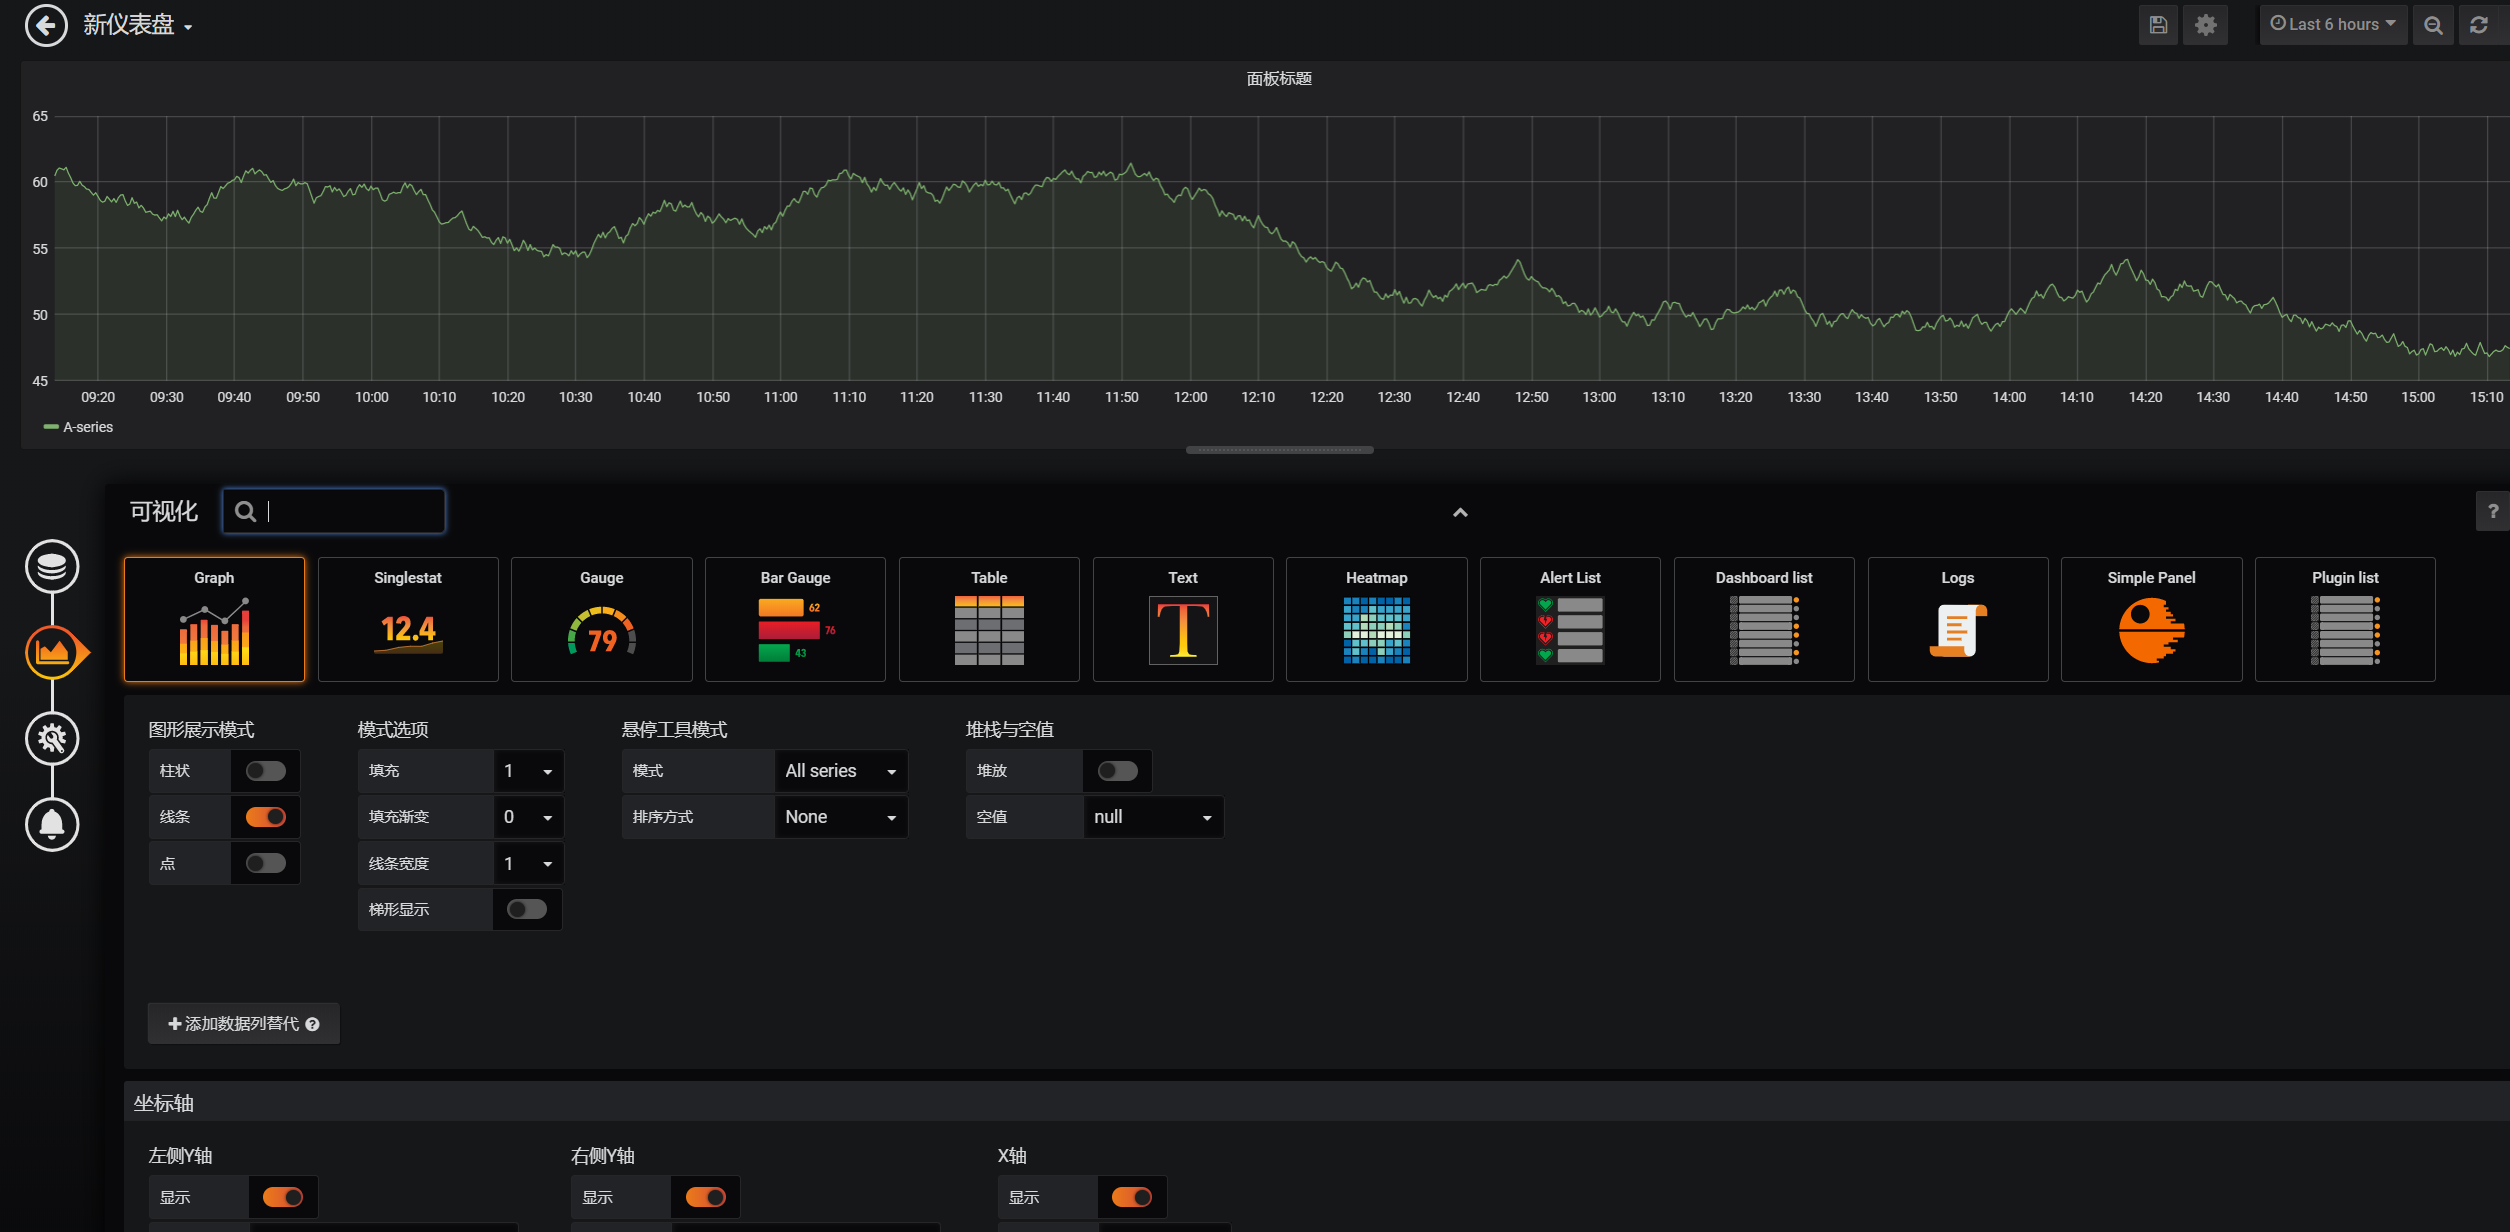 新仪表盘
Last 6 hours
面板标题
65
60
55
50
45
09:20 09:30 09:40 09:50 10:00 10:10 10:20 10:30 10:40 10:50 11:00 11:10 11:20 11:30 11:40 11:50 12:00 12:10 12:20 12:30 12:40 12:50 13:00 13:10 13:20 13:30 13:40 13:50 14:00 14:10 14:20 14:30 14:40 14:50 15:00 15:10
A-series
可视化
?
Graph Singlestat Gauge Bar Gauge Table Text Heatmap Alert List Dashboard list Logs Simple Panel Plugin list
12.4 79 62 76 43 T
图形展示模式 模式选项 悬停工具模式 堆栈与空值
柱状 填充 1 模式 All series 堆放
线条 填充渐变 0 排序方式 None 空值 null
点 线条宽度 1
梯形显示
+添加数据列替代 ?
坐标轴
左侧Y轴 右侧Y轴 X轴
显示 显示 显示